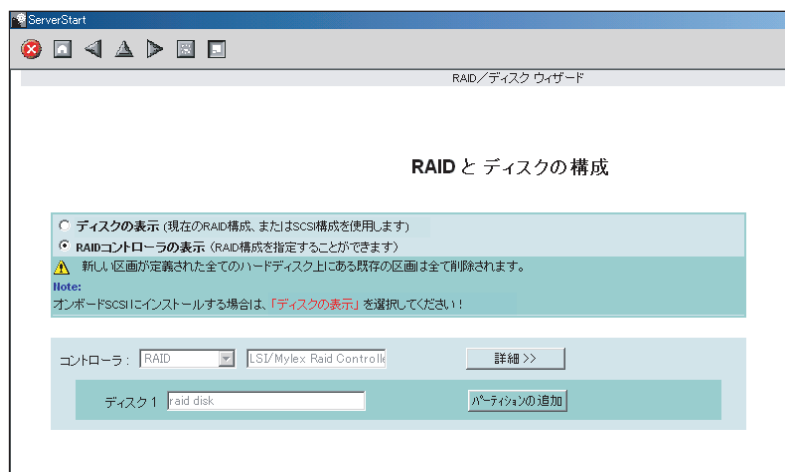 ServerStart
RAID／ディスク ウィザード
RAID と ディスクの構成
ディスクの表示 (現在のRAID構成、またはSCSI構成を使用します)
RAIDコントローラの表示 (RAID構成を指定することができます)
新しい区画が定義された全てのハードディスク上にある既存の区画は全て削除されます。
Note:
オンボードSCSIにインストールする場合は、「ディスクの表示」を選択してください！
コントローラ: RAID LSI/Mylex Raid Controlle 詳細 >>
ディスク 1 raid disk パーティションの追加